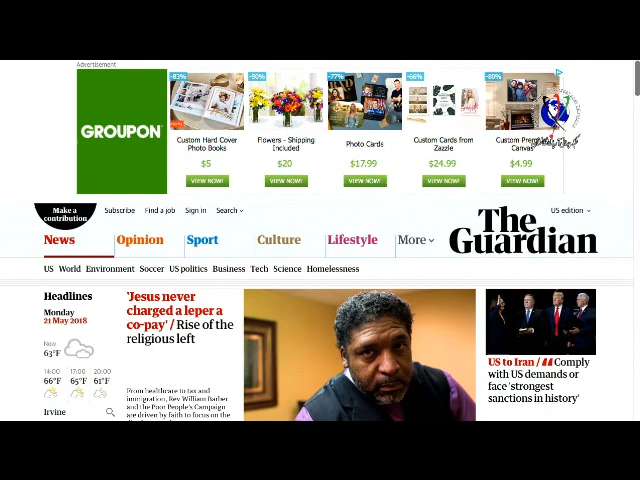 Advertisement
GROUPON
-83%
-50%
-77%
-66%
-80%
Custom Hard Cover
Photo Books
$5
VIEW NOW!
Flowers - Shipping
Included
$20
VIEW NOW!
Photo Cards
$17.99
VIEW NOW!
Custom Cards from
Zazzle
$24.99
VIEW NOW!
Canvas
$4.99
VIEW NOW!
Make a
contribution
Subscribe
Find a job
Sign in
Search
US edition
The
Guardian
News
Opinion
Sport
Culture
Lifestyle
More
US World Environment Soccer US politics Business Tech Science Homelessness
Headlines
Monday
21 May 2018
Now
63°F
14:00 17:00 20:00
66°F 65°F 61°F
Irvine
'Jesus never
charged a leper a
co-pay' / Rise of the
religious left
From healthcare to tax and
immigration, Rev William Barber
and the Poor People's Campaign
are driven by faith to focus on the
US to Iran / Comply
with US demands or
face 'strongest
sanctions in history'